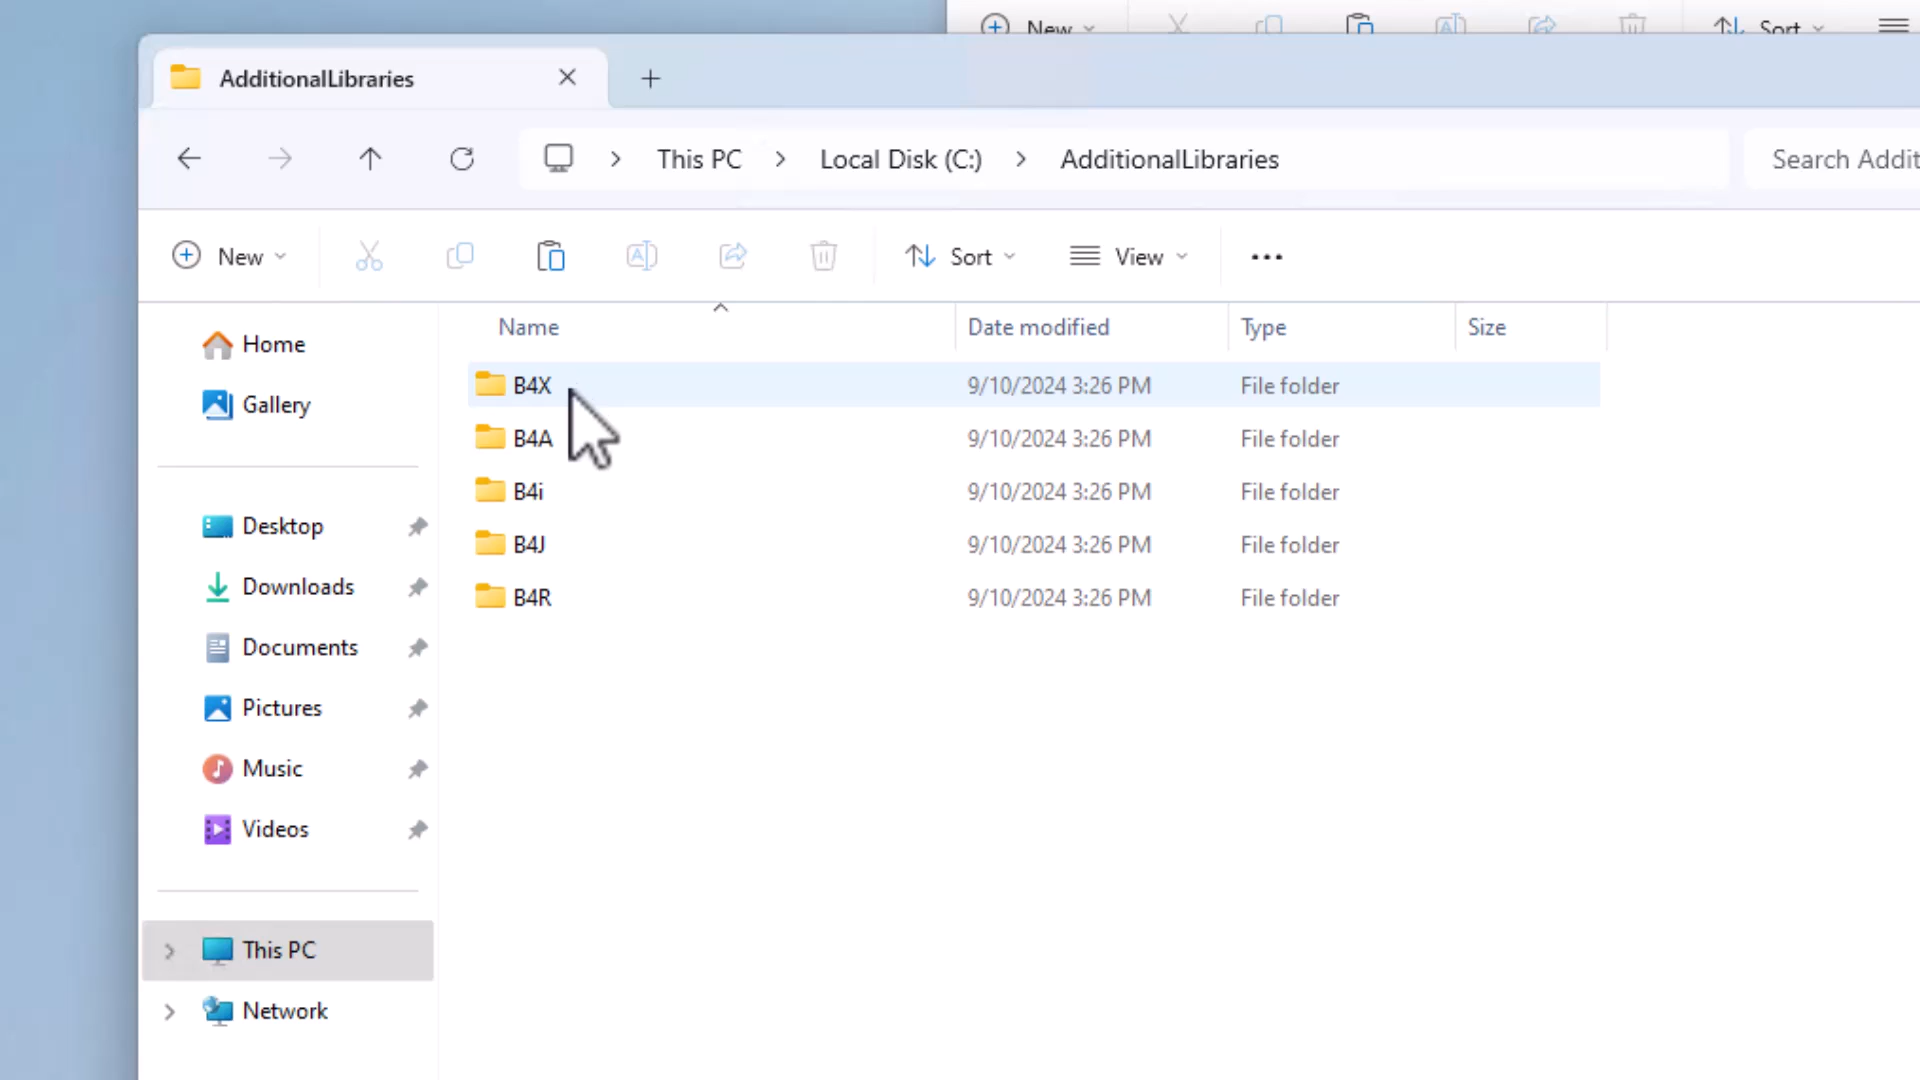 New Sort
AdditionalLibraries
This PC Local Disk (C:) AdditionalLibraries Search Addit
New Sort View
Name Date modified Type Size
Home
Gallery
Desktop
Downloads
Documents
Pictures
Music
Videos
This PC
Network
B4X 9/10/2024 3:26 PM File folder
B4A 9/10/2024 3:26 PM File folder
B4i 9/10/2024 3:26 PM File folder
B4J 9/10/2024 3:26 PM File folder
B4R 9/10/2024 3:26 PM File folder